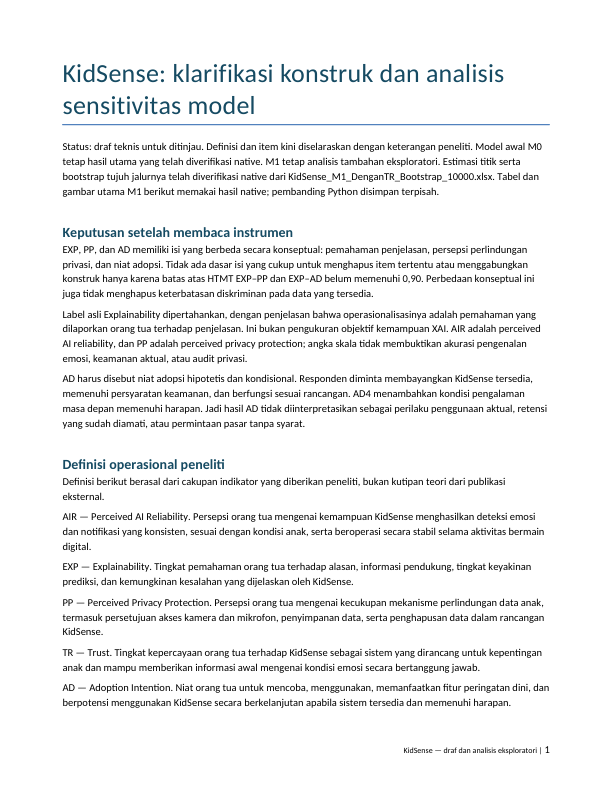 KidSense: klarifikasi konstruk dan analisis
sensitivitas model
Status: draf teknis untuk ditinjau. Definisi dan item kini diselaraskan dengan keterangan peneliti. Model awal M0
tetap hasil utama yang telah diverifikasi native. M1 tetap analisis tambahan eksploratori. Estimasi titik serta
bootstrap tujuh jalurnya telah diverifikasi native dari KidSense_M1_DenganTR_Bootstrap_10000.xlsx. Tabel dan
gambar utama M1 berikut memakai hasil native; pembanding Python disimpan terpisah.
Keputusan setelah membaca instrumen
EXP, PP, dan AD memiliki isi yang berbeda secara konseptual: pemahaman penjelasan, persepsi perlindungan
privasi, dan niat adopsi. Tidak ada dasar isi yang cukup untuk menghapus item tertentu atau menggabungkan
konstruk hanya karena batas atas HTMT EXP–PP dan EXP–AD belum memenuhi 0,90. Perbedaan konseptual ini
juga tidak menghapus keterbatasan diskriminan pada data yang tersedia.
Label asli Explainability dipertahankan, dengan penjelasan bahwa operasionalisasinya adalah pemahaman yang
dilaporkan orang tua terhadap penjelasan. Ini bukan pengukuran objektif kemampuan XAI. AIR adalah perceived
AI reliability, dan PP adalah perceived privacy protection; angka skala tidak membuktikan akurasi pengenalan
emosi, keamanan aktual, atau audit privasi.
AD harus disebut niat adopsi hipotetis dan kondisional. Responden diminta membayangkan KidSense tersedia,
memenuhi persyaratan keamanan, dan berfungsi sesuai rancangan. AD4 menambahkan kondisi pengalaman
masa depan memenuhi harapan. Jadi hasil AD tidak diinterpretasikan sebagai perilaku penggunaan aktual, retensi
yang sudah diamati, atau permintaan pasar tanpa syarat.
Definisi operasional peneliti
Definisi berikut berasal dari cakupan indikator yang diberikan peneliti, bukan kutipan teori dari publikasi
eksternal.
AIR — Perceived AI Reliability. Persepsi orang tua mengenai kemampuan KidSense menghasilkan deteksi emosi
dan notifikasi yang konsisten, sesuai dengan kondisi anak, serta beroperasi secara stabil selama aktivitas bermain
digital.
EXP — Explainability. Tingkat pemahaman orang tua terhadap alasan, informasi pendukung, tingkat keyakinan
prediksi, dan kemungkinan kesalahan yang dijelaskan oleh KidSense.
PP — Perceived Privacy Protection. Persepsi orang tua mengenai kecukupan mekanisme perlindungan data anak,
termasuk persetujuan akses kamera dan mikrofon, penyimpanan data, serta penghapusan data dalam rancangan
KidSense.
TR — Trust. Tingkat kepercayaan orang tua terhadap KidSense sebagai sistem yang dirancang untuk kepentingan
anak dan mampu memberikan informasi awal mengenai kondisi emosi secara bertanggung jawab.
AD — Adoption Intention. Niat orang tua untuk mencoba, menggunakan, memanfaatkan fitur peringatan dini, dan
berpotensi menggunakan KidSense secara berkelanjutan apabila sistem tersedia dan memenuhi harapan.
KidSense — draf dan analisis eksploratori | 1